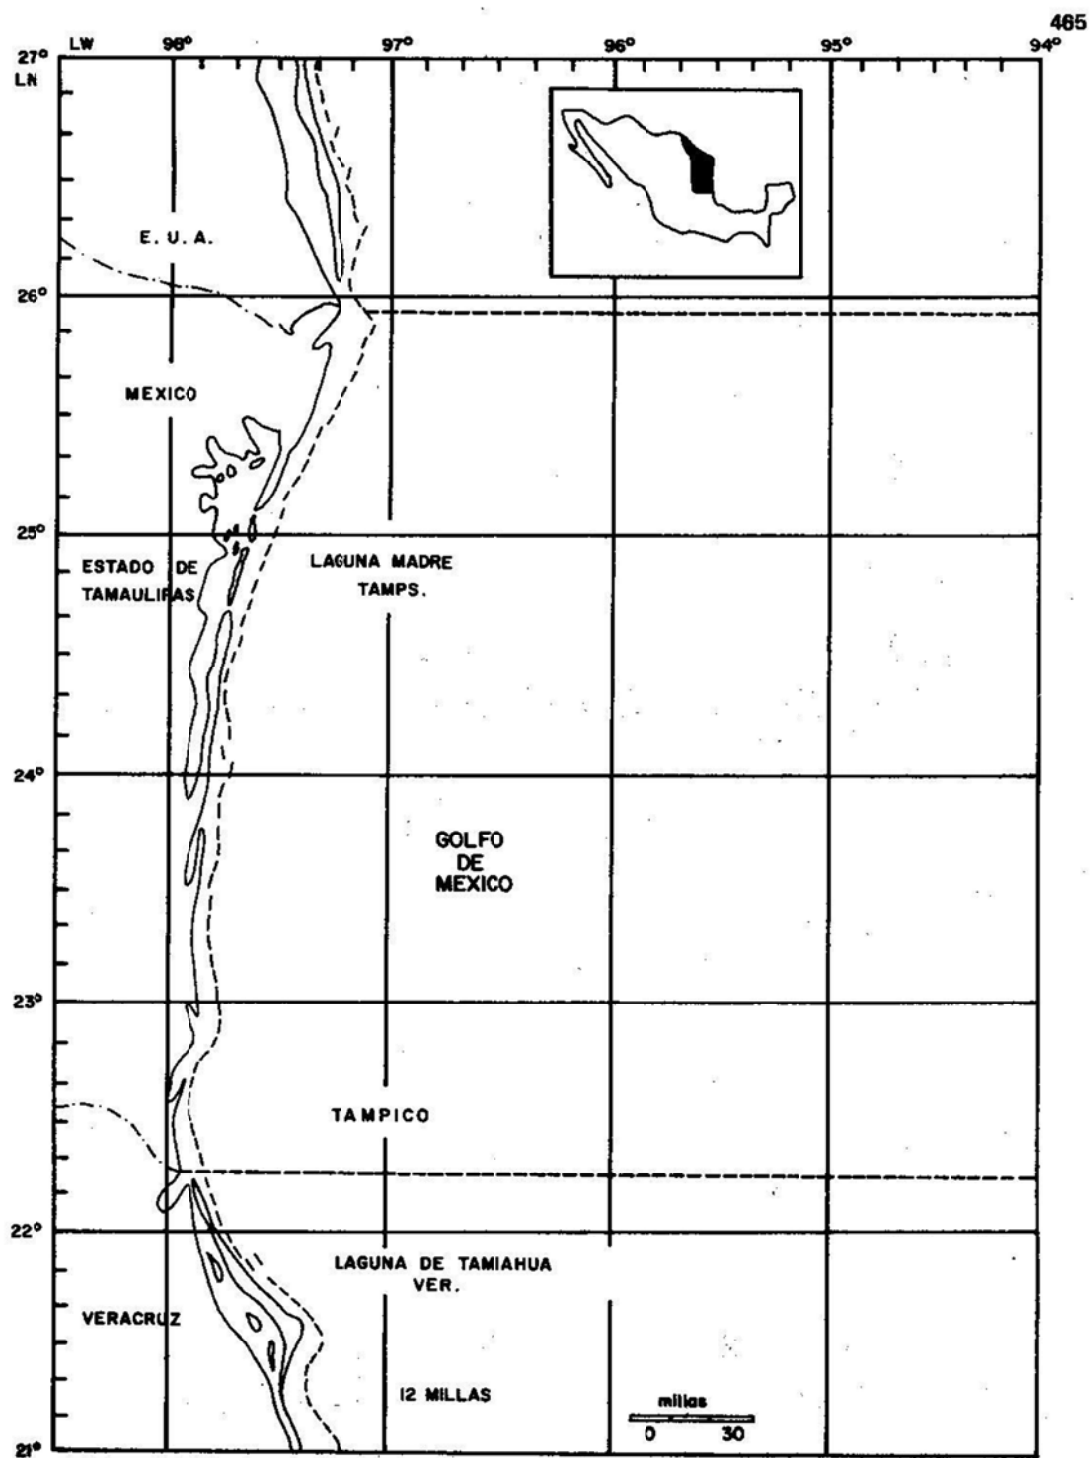 465
LW 98° 97° 96° 95° 94°
27°
LN
E. U. A.
26°
MEXICO
25°
ESTADO DE
TAMAULIPAS
LAGUNA MADRE
TAMPS.
24°
GOLFO
DE
MEXICO
23°
TAMPICO
22°
LAGUNA DE TAMIAHUA
VER.
VERACRUZ
12 MILLAS
millas
0 30
21°